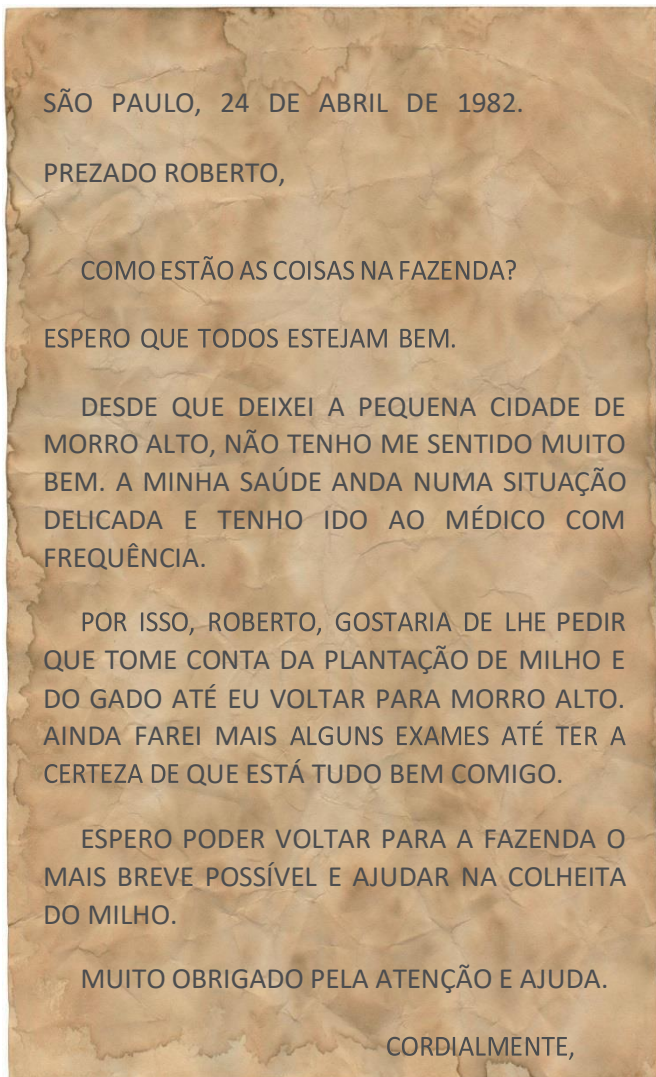 SÃO PAULO, 24 DE ABRIL DE 1982.
PREZADO ROBERTO,
COMO ESTÃO AS COISAS NA FAZENDA?
ESPERO QUE TODOS ESTEJAM BEM.
DESDE QUE DEIXEI A PEQUENA CIDADE DE
MORRO ALTO, NÃO TENHO ME SENTIDO MUITO
BEM. A MINHA SAÚDE ANDA NUMA SITUAÇÃO
DELICADA E TENHO IDO AO MÉDICO COM
FREQUÊNCIA.
POR ISSO, ROBERTO, GOSTARIA DE LHE PEDIR
QUE TOME CONTA DA PLANTAÇÃO DE MILHO E
DO GADO ATÉ EU VOLTAR PARA MORRO ALTO.
AINDA FAREI MAIS ALGUNS EXAMES ATÉ TER A
CERTEZA DE QUE ESTÁ TUDO BEM COMIGO.
ESPERO PODER VOLTAR PARA A FAZENDA O
MAIS BREVE POSSÍVEL E AJUDAR NA COLHEITA
DO MILHO.
MUITO OBRIGADO PELA ATENÇÃO E AJUDA.
CORDIALMENTE,